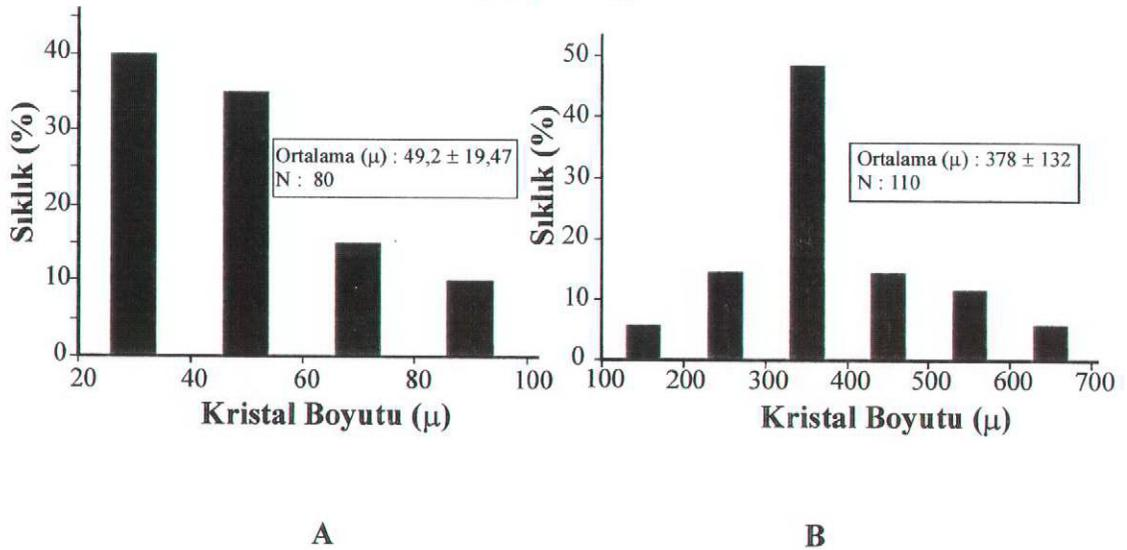 Sıklık (%)
40
30
20
10
0
20 40 60 80 100
Kristal Boyutu (µ)
Ortalama (µ) : 49,2 ± 19,47
N : 80
A
Sıklık (%)
50
40
30
20
10
0
100 200 300 400 500 600 700
Kristal Boyutu (µ)
Ortalama (µ) : 378 ± 132
N : 110
B